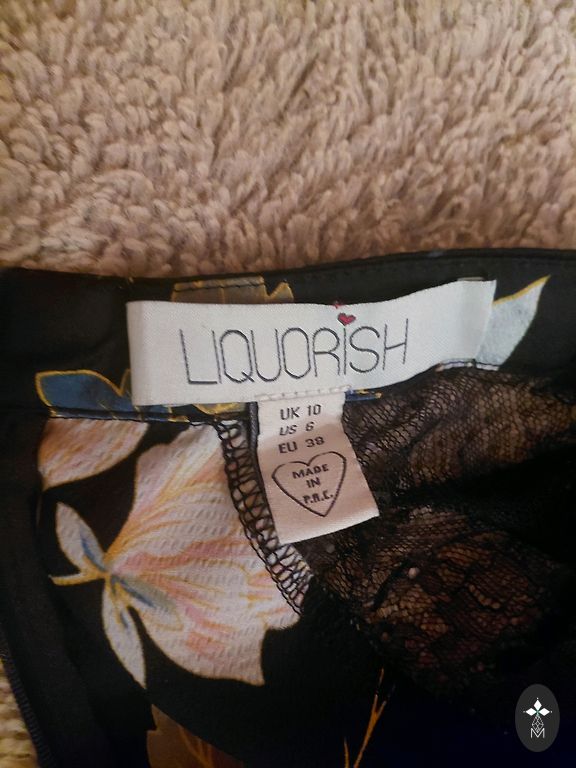 LIQUORiSH
UK 10
US 6
EU 38
MADE
IN
P.R.C.
M